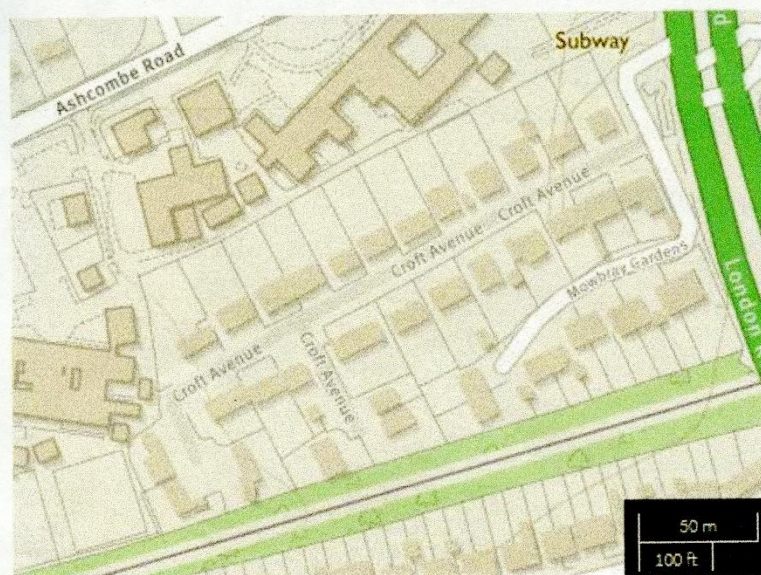 Subway
Ashcombe Road
Croft Avenue
Croft Avenue
Mowbray Gardens
London R
Croft Avenue
Croft Avenue
50 m
100 ft